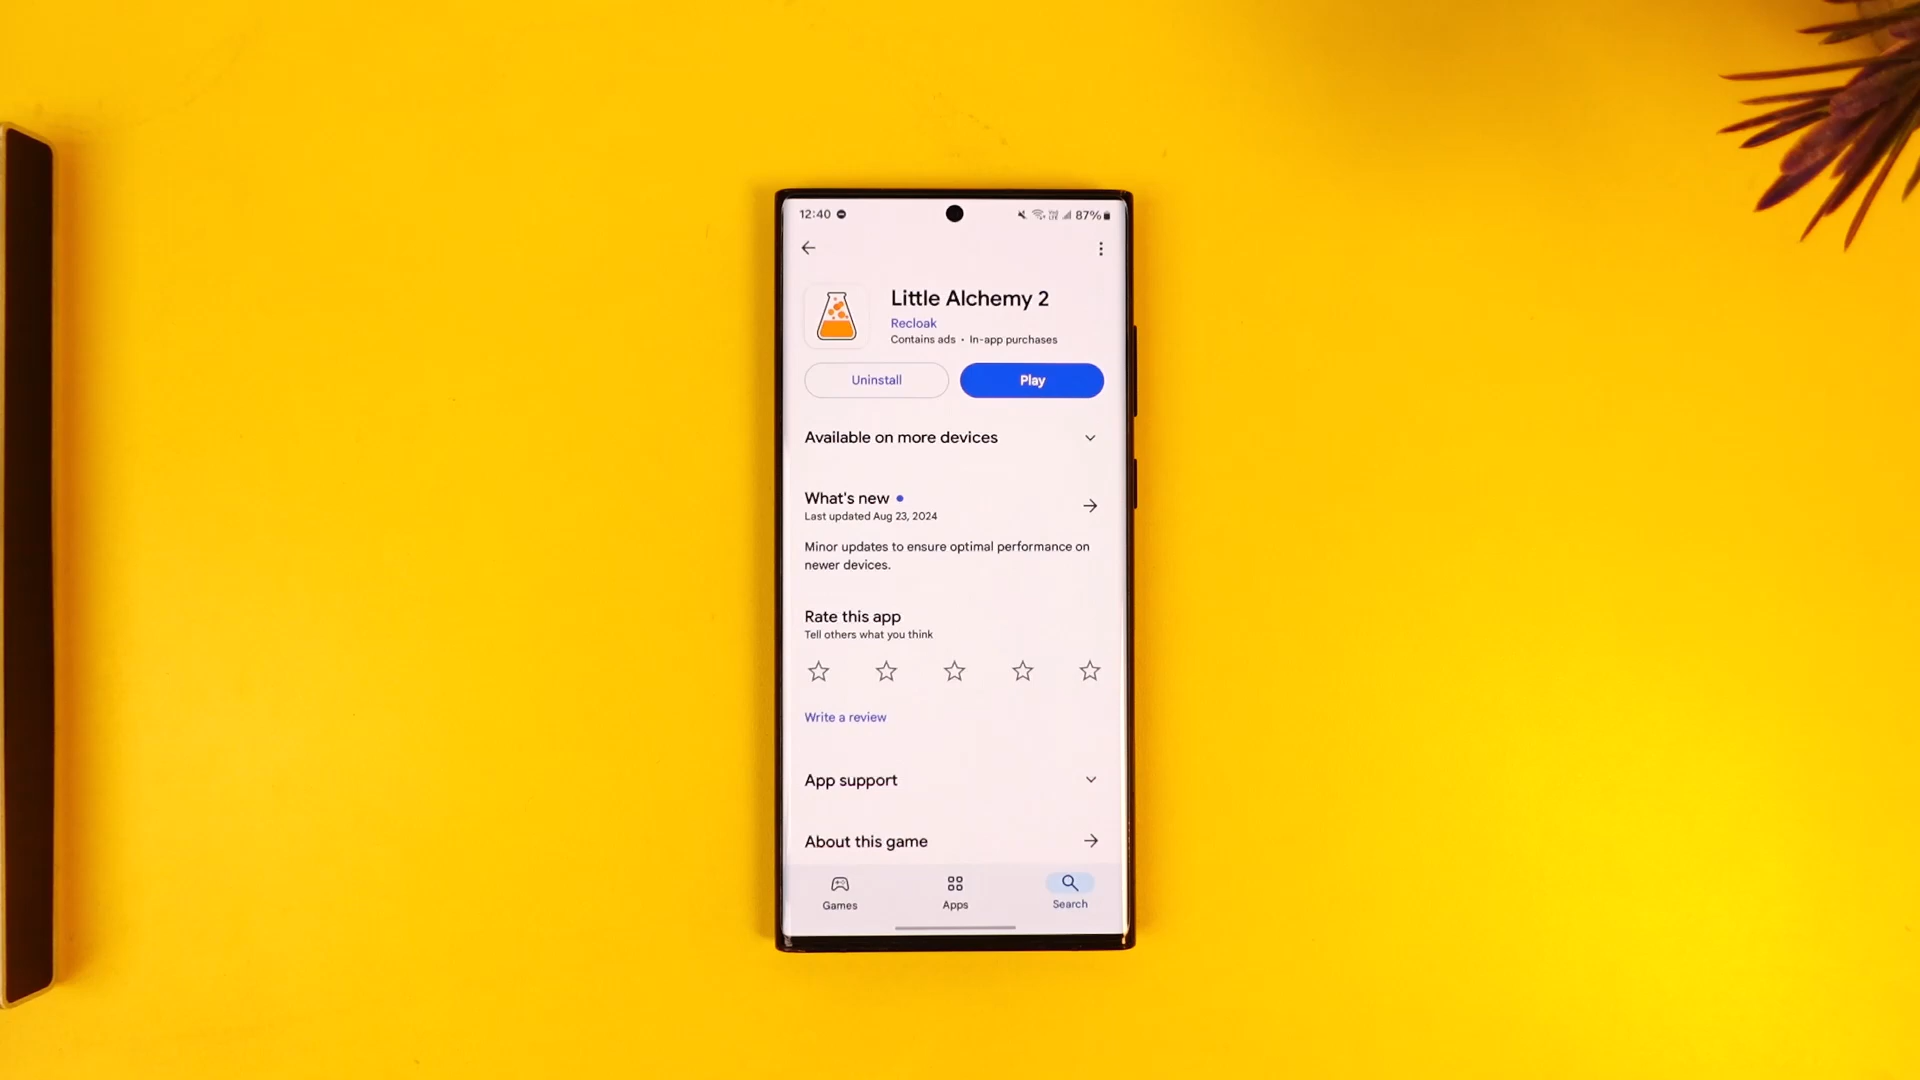 12:40 87%
Little Alchemy 2
Recloak
Contains ads • In-app purchases
Uninstall Play
Available on more devices
What's new
Last updated Aug 23, 2024
Minor updates to ensure optimal performance on
newer devices.
Rate this app
Tell others what you think
Write a review
App support
About this game
Games Apps Search